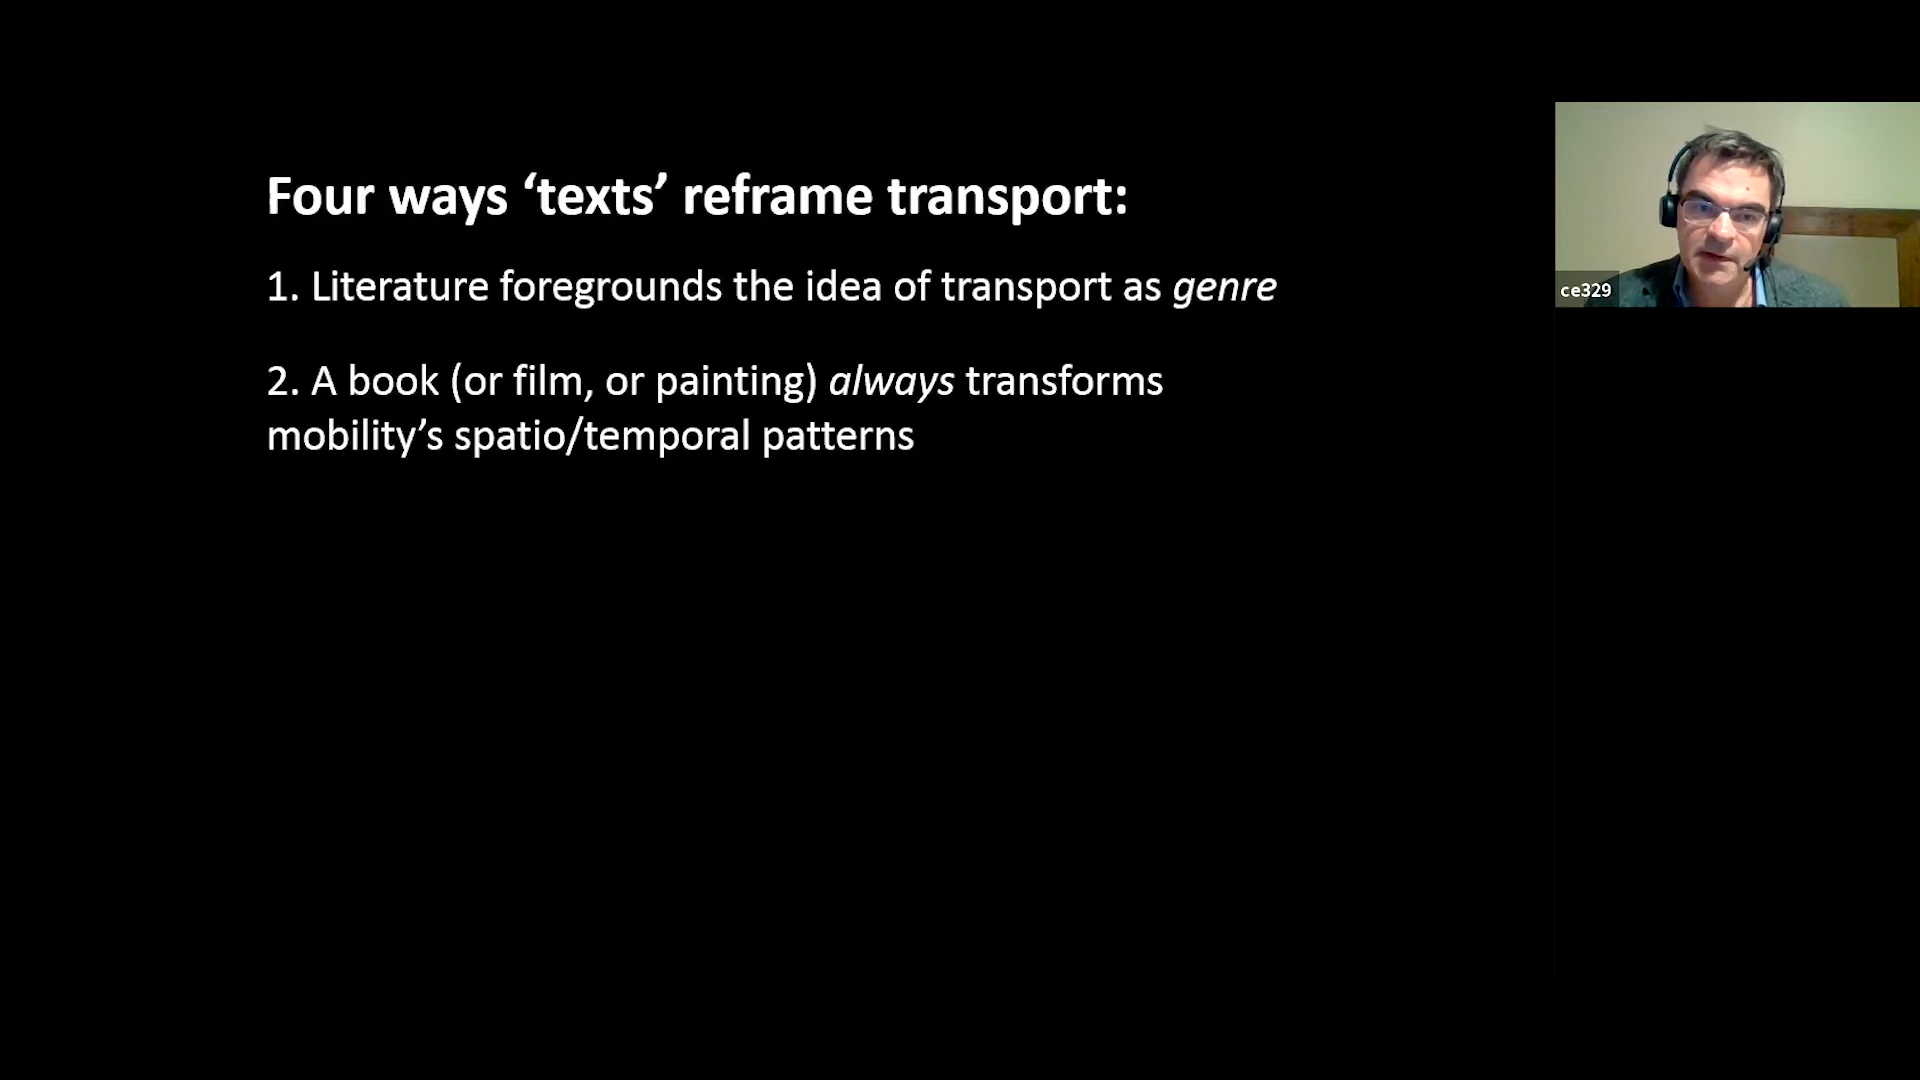 Four ways ‘texts’ reframe transport:
1. Literature foregrounds the idea of transport as genre
2. A book (or film, or painting) always transforms
mobility’s spatio/temporal patterns
ce329